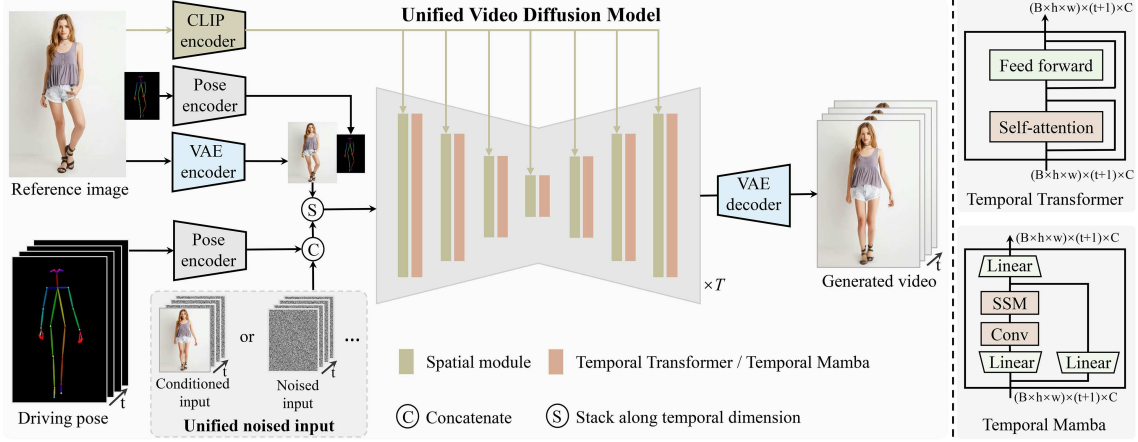 Unified Video Diffusion Model
CLIP
encoder
Pose
encoder
VAE
encoder
Reference image
Pose
encoder
S
C
t
Driving pose
or
...
t
t
Conditioned
input
Noised
input
Unified noised input
×T
VAE
decoder
t
Generated video
Spatial module
Temporal Transformer / Temporal Mamba
C Concatenate
S Stack along temporal dimension
(B×h×w)×(t+1)×C
Feed forward
Self-attention
(B×h×w)×(t+1)×C
Temporal Transformer
(B×h×w)×(t+1)×C
Linear
SSM
Conv
Linear
Linear
(B×h×w)×(t+1)×C
Temporal Mamba